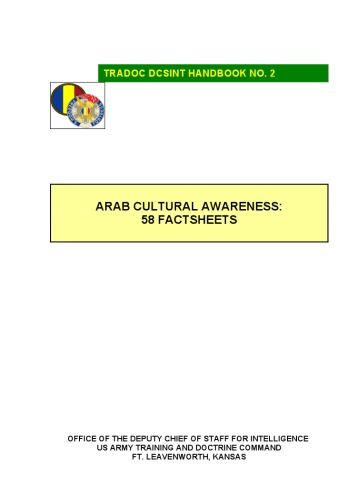 TRADOC DCSINT HANDBOOK NO. 2
ARAB CULTURAL AWARENESS:
58 FACTSHEETS
OFFICE OF THE DEPUTY CHIEF OF STAFF FOR INTELLIGENCE
US ARMY TRAINING AND DOCTRINE COMMAND
FT. LEAVENWORTH, KANSAS